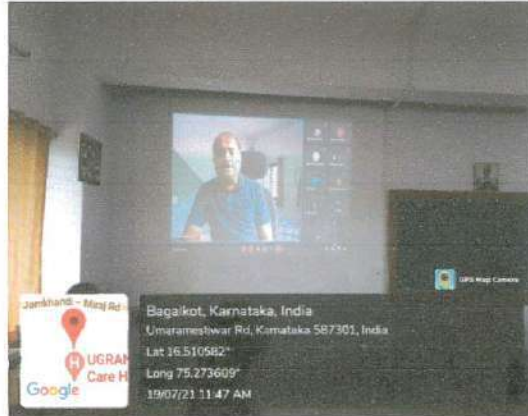 GPS Map Camera
Jamkhandi - Miraj Rd
H
UGRAN
Care H
Google
Bagalkot, Karnataka, India
Umarameshwar Rd, Karnataka 587301, India
Lat 16.510582°
Long 75.273609°
19/07/21 11:47 AM